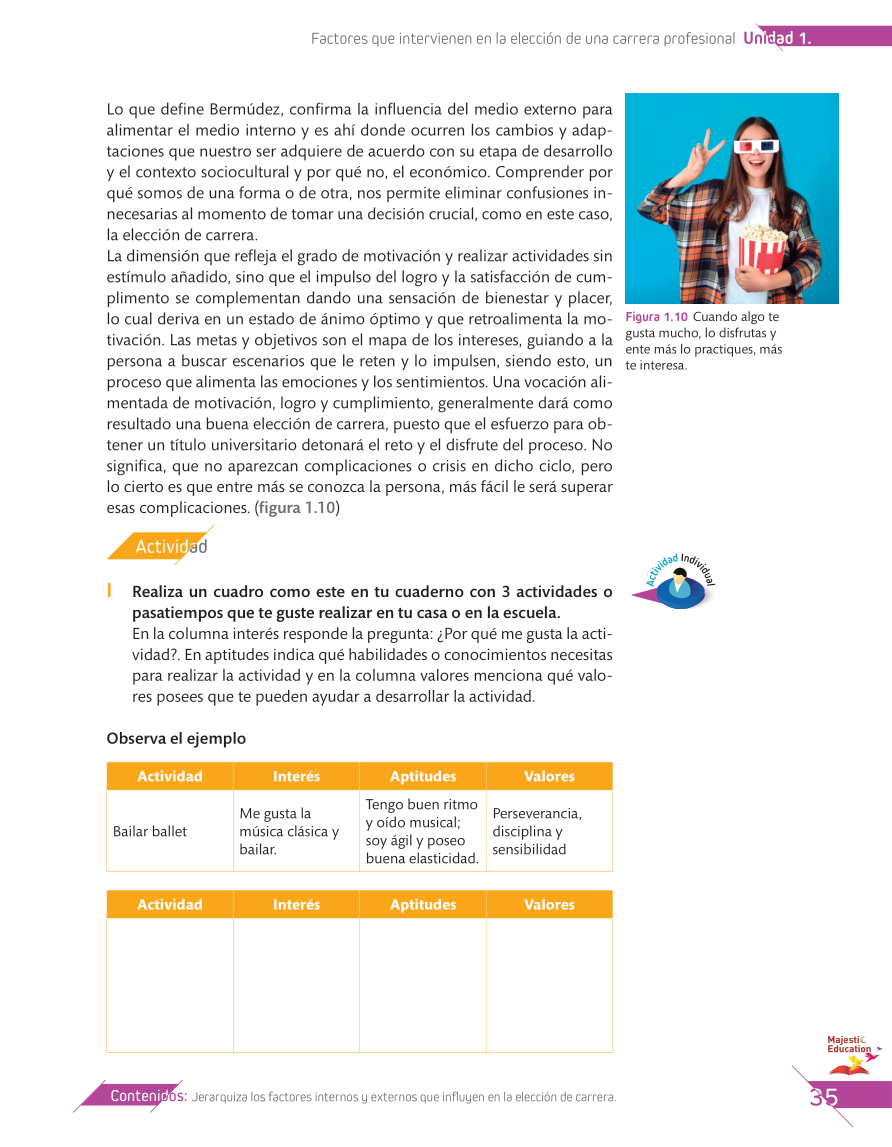 Factores que intervienen en la elección de una carrera profesional Unidad 1.
Lo que define Bermúdez, confirma la influencia del medio externo para
alimentar el medio interno y es ahí donde ocurren los cambios y adap-
taciones que nuestro ser adquiere de acuerdo con su etapa de desarrollo
y el contexto sociocultural y por qué no, el económico. Comprender por
qué somos de una forma o de otra, nos permite eliminar confusiones in-
necesarias al momento de tomar una decisión crucial, como en este caso,
la elección de carrera.
La dimensión que refleja el grado de motivación y realizar actividades sin
estímulo añadido, sino que el impulso del logro y la satisfacción de cum-
plimento se complementan dando una sensación de bienestar y placer,
lo cual deriva en un estado de ánimo óptimo y que retroalimenta la mo-
tivación. Las metas y objetivos son el mapa de los intereses, guiando a la
persona a buscar escenarios que le reten y lo impulsen, siendo esto, un
proceso que alimenta las emociones y los sentimientos. Una vocación ali-
mentada de motivación, logro y cumplimiento, generalmente dará como
resultado una buena elección de carrera, puesto que el esfuerzo para ob-
tener un título universitario detonará el reto y el disfrute del proceso. No
significa, que no aparezcan complicaciones o crisis en dicho ciclo, pero
lo cierto es que entre más se conozca la persona, más fácil le será superar
esas complicaciones. (figura 1.10)
Figura 1.10 Cuando algo te
gusta mucho, lo disfrutas y
ente más lo practiques, más
te interesa.
Actividad
Actividad Individual
I Realiza un cuadro como este en tu cuaderno con 3 actividades o
pasatiempos que te guste realizar en tu casa o en la escuela.
En la columna interés responde la pregunta: ¿Por qué me gusta la acti-
vidad?. En aptitudes indica qué habilidades o conocimientos necesitas
para realizar la actividad y en la columna valores menciona qué valo-
res posees que te pueden ayudar a desarrollar la actividad.
Observa el ejemplo
Actividad Interés Aptitudes Valores
Bailar ballet
Me gusta la
música clásica y
bailar.
Tengo buen ritmo
y oído musical;
soy ágil y poseo
buena elasticidad.
Perseverancia,
disciplina y
sensibilidad
Actividad Interés Aptitudes Valores
Majestic
Education
Contenidos: Jerarquiza los factores internos y externos que influyen en la elección de carrera.
35